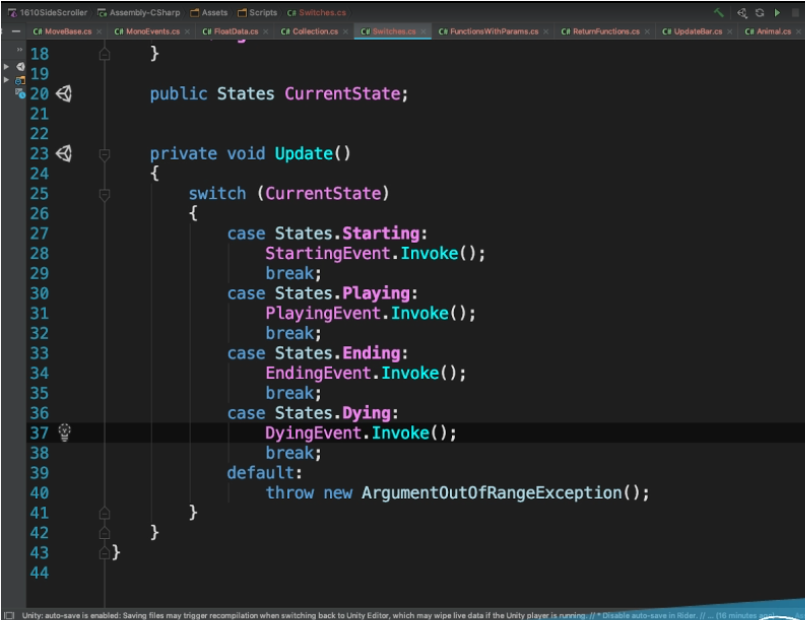 1610SideScroller Assembly-CSharp Assets Scripts C# Switches.cs
C# MoveBase.cs × C# MonoEvents.cs × C# FloatData.cs × C# Collection.cs × C# Switches.cs × C# FunctionsWithParams.cs × C# ReturnFunctions.cs × C# UpdateBar.cs × C# Animal.cs ×
18 }
19
20 public States CurrentState;
21
22
23 private void Update()
24 {
25 switch (CurrentState)
26 {
27 case States.Starting:
28 StartingEvent.Invoke();
29 break;
30 case States.Playing:
31 PlayingEvent.Invoke();
32 break;
33 case States.Ending:
34 EndingEvent.Invoke();
35 break;
36 case States.Dying:
37 DyingEvent.Invoke();
38 break;
39 default:
40 throw new ArgumentOutOfRangeException();
41 }
42 }
43 }
44
Unity: auto-save is enabled: Saving files may trigger recompilation when switching back to Unity Editor, which may wipe live data if the Unity player is running. // * Disable auto-save in Rider. // ... (16 minutes ago)